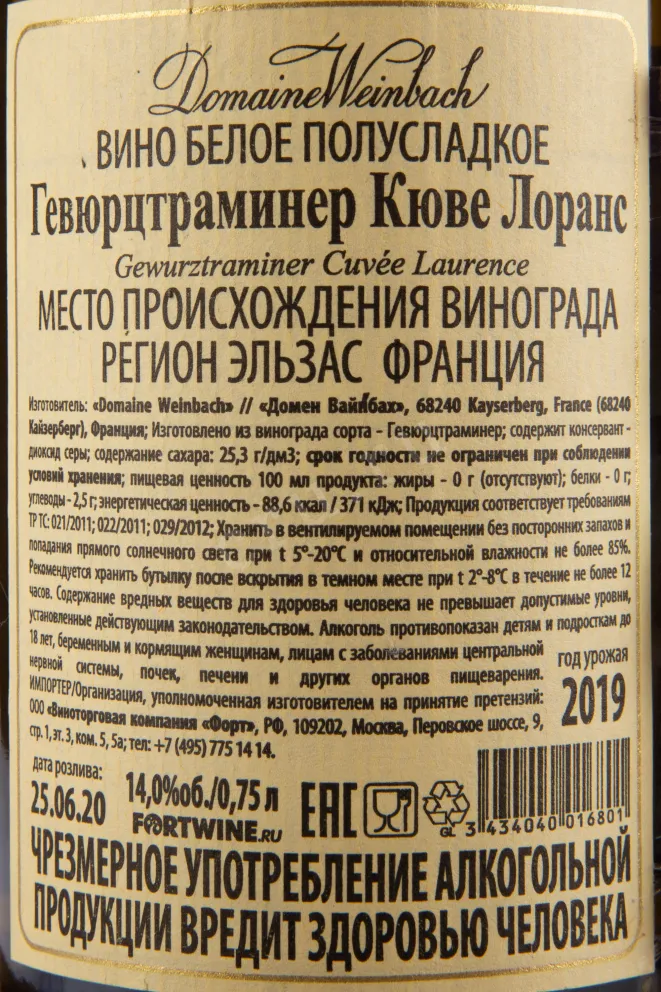 Domaine Weinbach
ВИНО БЕЛОЕ ПОЛУСЛАДКОЕ
Гевюрцтраминер Кюве Лоранс
Gewurztraminer Cuvée Laurence
МЕСТО ПРОИСХОЖДЕНИЯ ВИНОГРАДА
РЕГИОН ЭЛЬЗАС ФРАНЦИЯ
Изготовитель: «Domaine Weinbach» // «Домен Вайнбах», 68240 Kayserberg, France (68240
Кайзерберг), Франция; Изготовлено из винограда сорта - Гевюрцтраминер; содержит консервант -
диоксид серы; содержание сахара: 25,3 г/дм3; срок годности не ограничен при соблюдении
условий хранения; пищевая ценность 100 мл продукта: жиры - 0 г (отсутствуют); белки - 0 г;
углеводы - 2,5 г; энергетическая ценность - 88,6 ккал / 371 кДж; Продукция соответствует требованиям
ТР ТС: 021/2011; 022/2011; 029/2012; Хранить в вентилируемом помещении без посторонних запахов и
попадания прямого солнечного света при t 5°-20°C и относительной влажности не более 85%.
Рекомендуется хранить бутылку после вскрытия в темном месте при t 2°-8°C в течение не более 12
часов. Содержание вредных веществ для здоровья человека не превышает допустимые уровни,
установленные действующим законодательством. Алкоголь противопоказан детям и подросткам до
18 лет, беременным и кормящим женщинам, лицам с заболеваниями центральной
нервной системы, почек, печени и других органов пищеварения.
ИМПОРТЕР/Организация, уполномоченная изготовителем на принятие претензий:
ООО «Виноторговая компания «Форт», РФ, 109202, Москва, Перовское шоссе, 9,
стр. 1, эт. 3, ком. 5, 5а; тел: +7 (495) 775 14 14.
год урожая
2019
дата розлива:
25.06.20
14,0%об./0,75 л
FORTWINE.RU
EAC
GL
3 434040 016801
ЧРЕЗМЕРНОЕ УПОТРЕБЛЕНИЕ АЛКОГОЛЬНОЙ
ПРОДУКЦИИ ВРЕДИТ ЗДОРОВЬЮ ЧЕЛОВЕКА